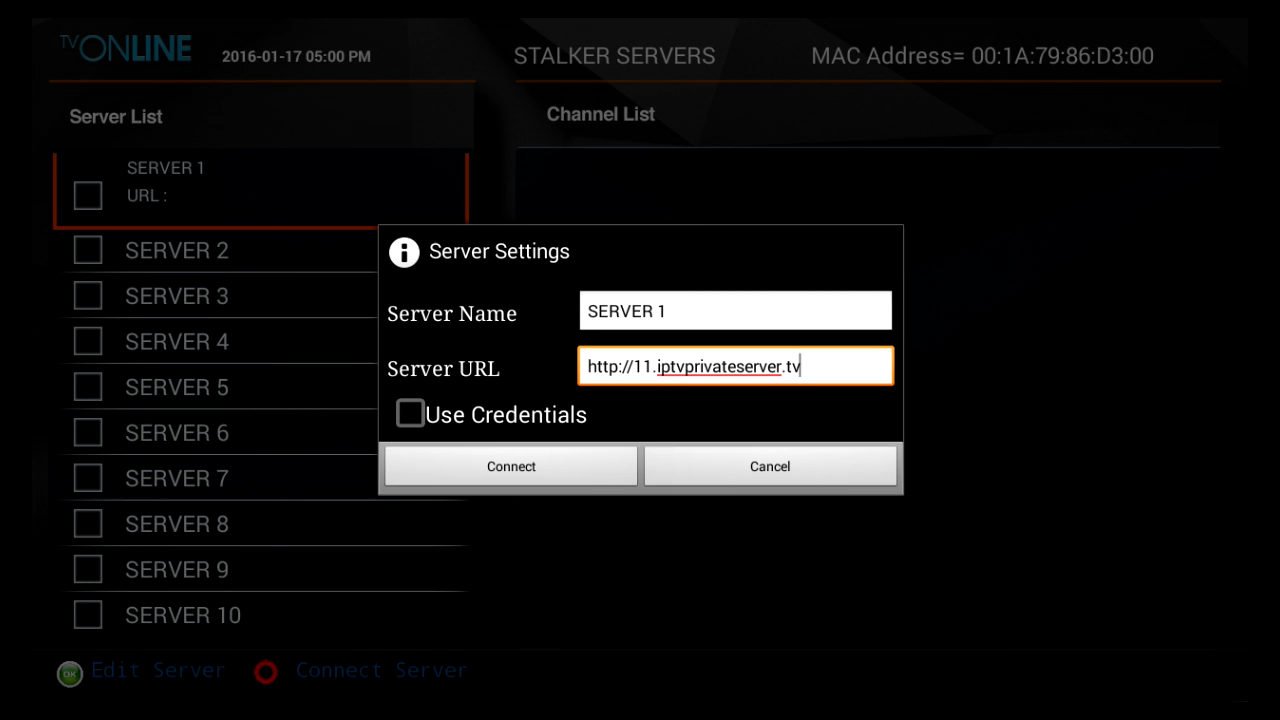 TVONLINE 2016-01-17 05:00 PM STALKER SERVERS MAC Address= 00:1A:79:86:D3:00
Server List
Channel List
SERVER 1
URL :
SERVER 2
SERVER 3
SERVER 4
SERVER 5
SERVER 6
SERVER 7
SERVER 8
SERVER 9
SERVER 10
Server Settings
Server Name SERVER 1
Server URL http://11.iptvprivateserver.tv
Use Credentials
Connect Cancel
OK Edit Server Connect Server